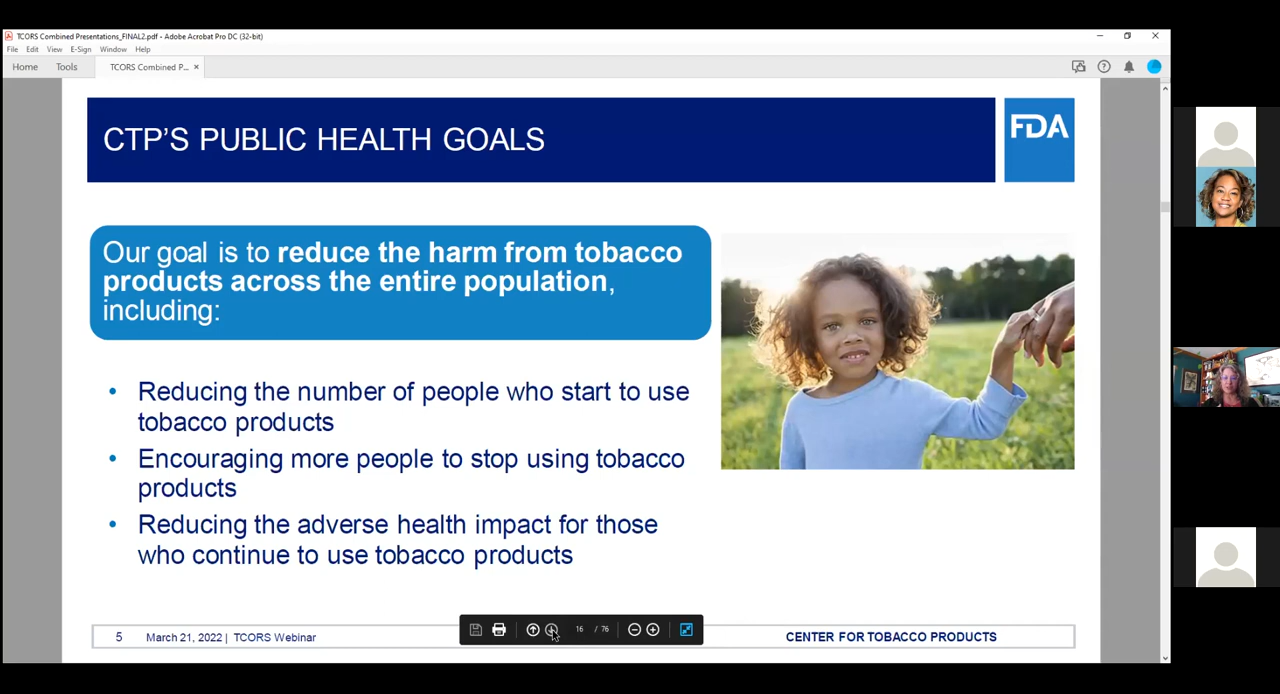 TCORS Combined Presentations_FINAL2.pdf - Adobe Acrobat Pro DC (32-bit)
File Edit View E-Sign Window Help
Home Tools TCORS Combined P... ×
CTP'S PUBLIC HEALTH GOALS
FDA
Our goal is to reduce the harm from tobacco
products across the entire population,
including:
• Reducing the number of people who start to use
tobacco products
• Encouraging more people to stop using tobacco
products
• Reducing the adverse health impact for those
who continue to use tobacco products
5 March 21, 2022 | TCORS Webinar
16 / 76
CENTER FOR TOBACCO PRODUCTS